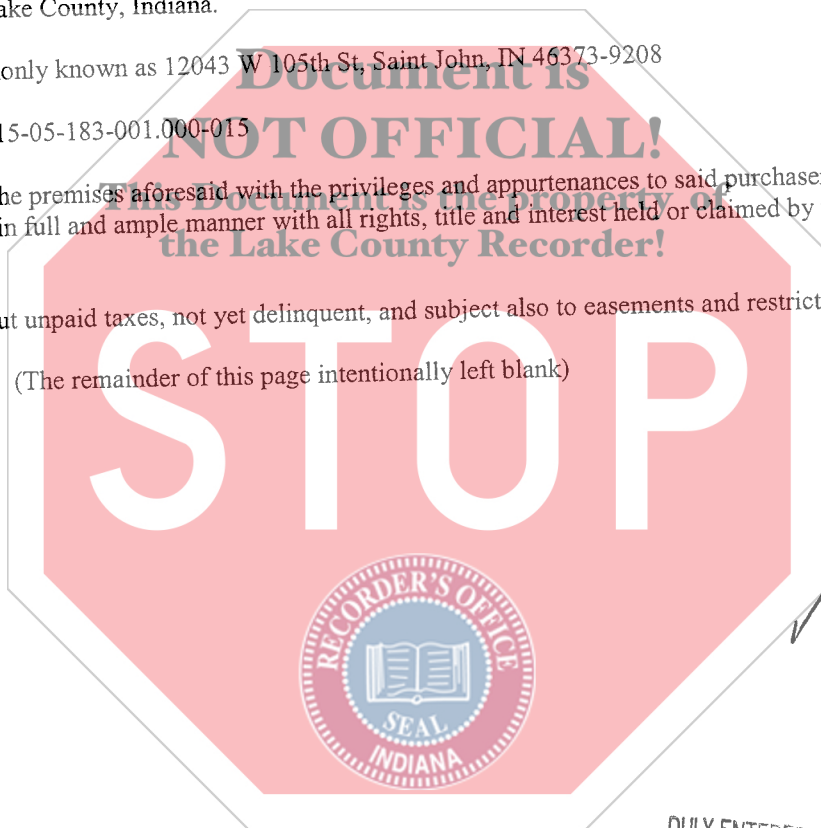 ake County, Indiana.
only known as 12043 W 105th St, Saint John, IN 46373-9208
Document is
15-05-183-001.000-015
NOT OFFICIAL!
he premises aforesaid with the privileges and appurtenances to said purchaser
This Document is the property of
in full and ample manner with all rights, title and interest held or claimed by
the Lake County Recorder!
ut unpaid taxes, not yet delinquent, and subject also to easements and restrict
(The remainder of this page intentionally left blank)
STOP
RECORDER'S OFFICE
SEAL
INDIANA
DULY ENTERED